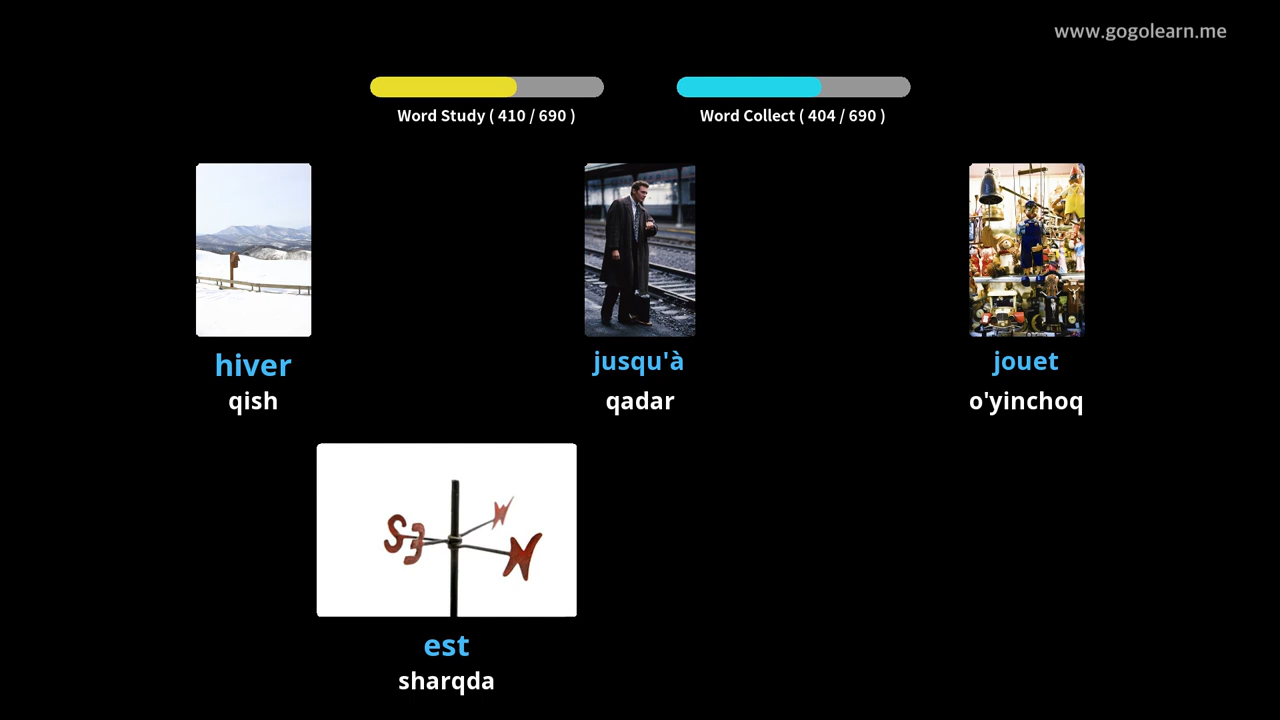 www.gogolearn.me
Word Study ( 410 / 690 )
Word Collect ( 404 / 690 )
hiver
qish
jusqu'à
qadar
jouet
o'yinchoq
S E N
est
sharqda